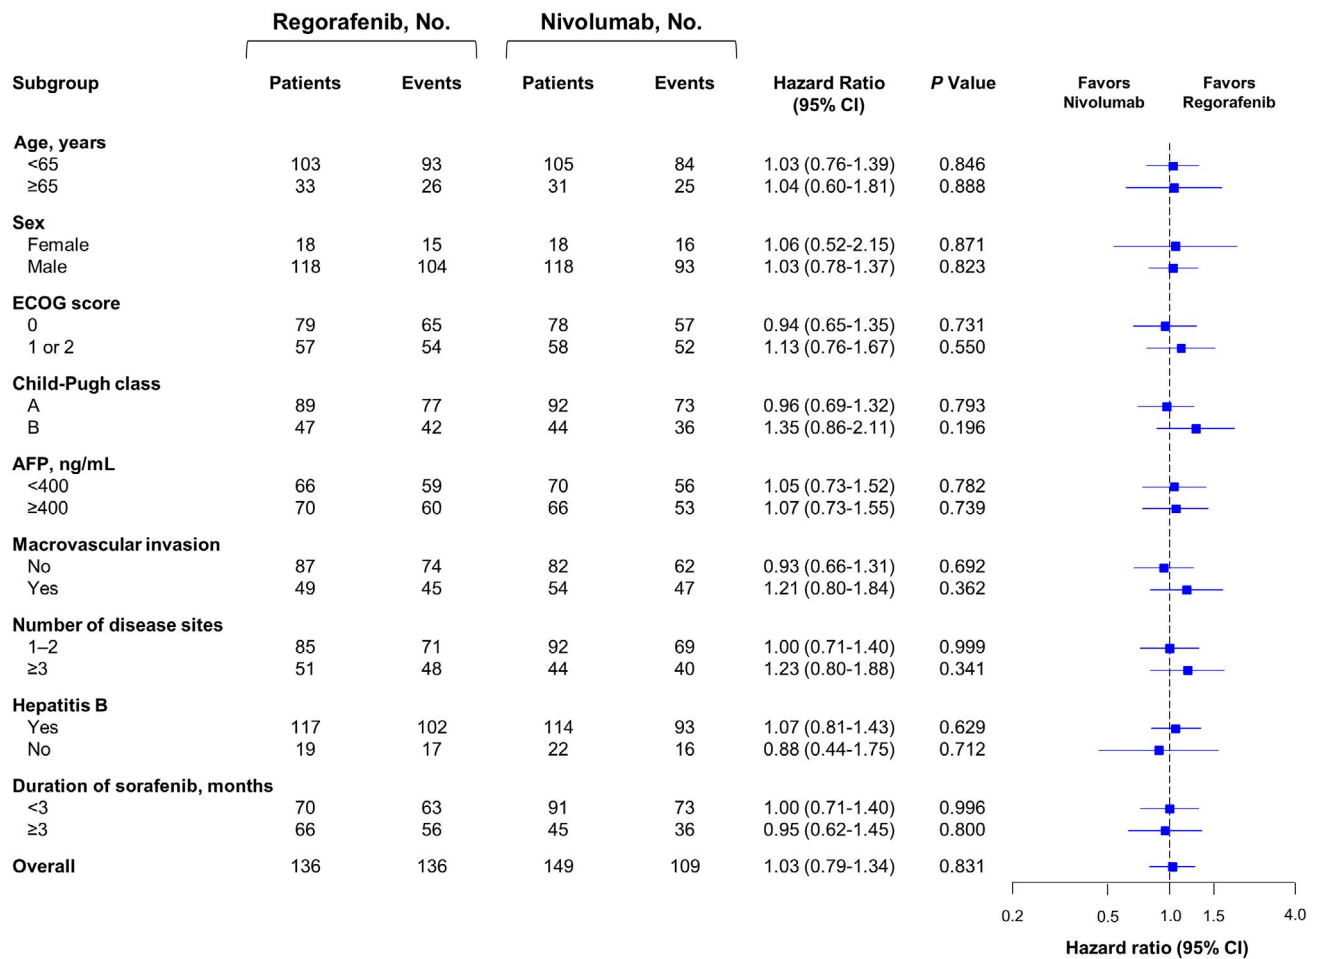 Regorafenib, No. Nivolumab, No.
Subgroup Patients Events Patients Events Hazard Ratio P Value Favors Favors
(95% CI) Nivolumab Regorafenib
Age, years
<65 103 93 105 84 1.03 (0.76-1.39) 0.846
≥65 33 26 31 25 1.04 (0.60-1.81) 0.888
Sex
Female 18 15 18 16 1.06 (0.52-2.15) 0.871
Male 118 104 118 93 1.03 (0.78-1.37) 0.823
ECOG score
0 79 65 78 57 0.94 (0.65-1.35) 0.731
1 or 2 57 54 58 52 1.13 (0.76-1.67) 0.550
Child-Pugh class
A 89 77 92 73 0.96 (0.69-1.32) 0.793
B 47 42 44 36 1.35 (0.86-2.11) 0.196
AFP, ng/mL
<400 66 59 70 56 1.05 (0.73-1.52) 0.782
≥400 70 60 66 53 1.07 (0.73-1.55) 0.739
Macrovascular invasion
No 87 74 82 62 0.93 (0.66-1.31) 0.692
Yes 49 45 54 47 1.21 (0.80-1.84) 0.362
Number of disease sites
1–2 85 71 92 69 1.00 (0.71-1.40) 0.999
≥3 51 48 44 40 1.23 (0.80-1.88) 0.341
Hepatitis B
Yes 117 102 114 93 1.07 (0.81-1.43) 0.629
No 19 17 22 16 0.88 (0.44-1.75) 0.712
Duration of sorafenib, months
<3 70 63 91 73 1.00 (0.71-1.40) 0.996
≥3 66 56 45 36 0.95 (0.62-1.45) 0.800
Overall 136 136 149 109 1.03 (0.79-1.34) 0.831
0.2 0.5 1.0 1.5 4.0
Hazard ratio (95% CI)